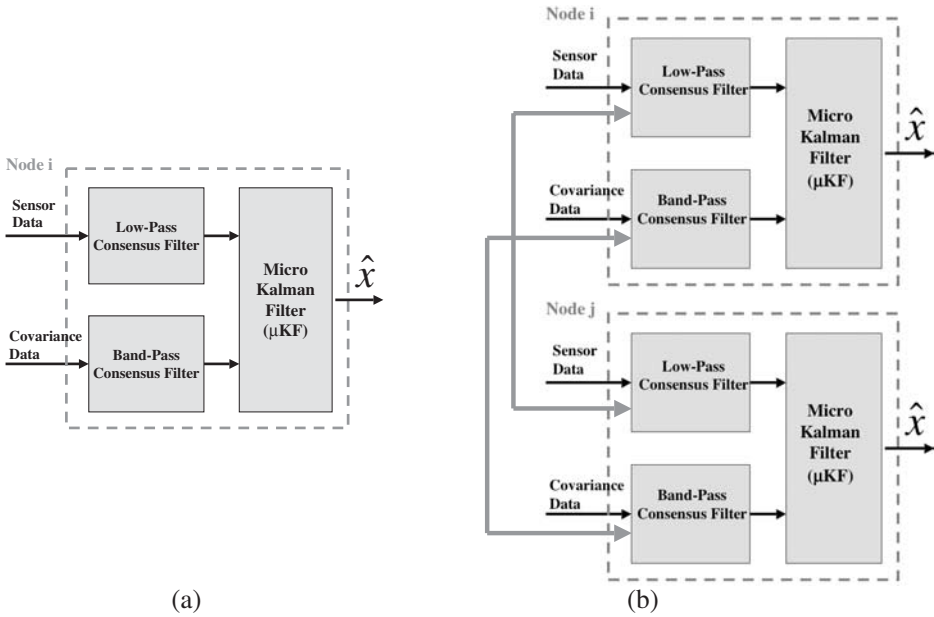 Node i
Sensor
Data
Low-Pass
Consensus Filter
Micro
Kalman
Filter
(μKF)
x̂
Covariance
Data
Band-Pass
Consensus Filter
(a)
Node i
Sensor
Data
Low-Pass
Consensus Filter
Micro
Kalman
Filter
(μKF)
x̂
Covariance
Data
Band-Pass
Consensus Filter
Node j
Sensor
Data
Low-Pass
Consensus Filter
Micro
Kalman
Filter
(μKF)
x̂
Covariance
Data
Band-Pass
Consensus Filter
(b)